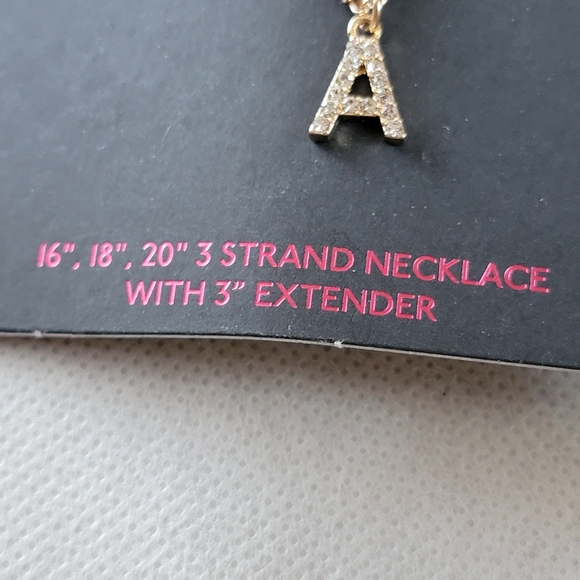 A
16", 18", 20" 3 STRAND NECKLACE
WITH 3" EXTENDER